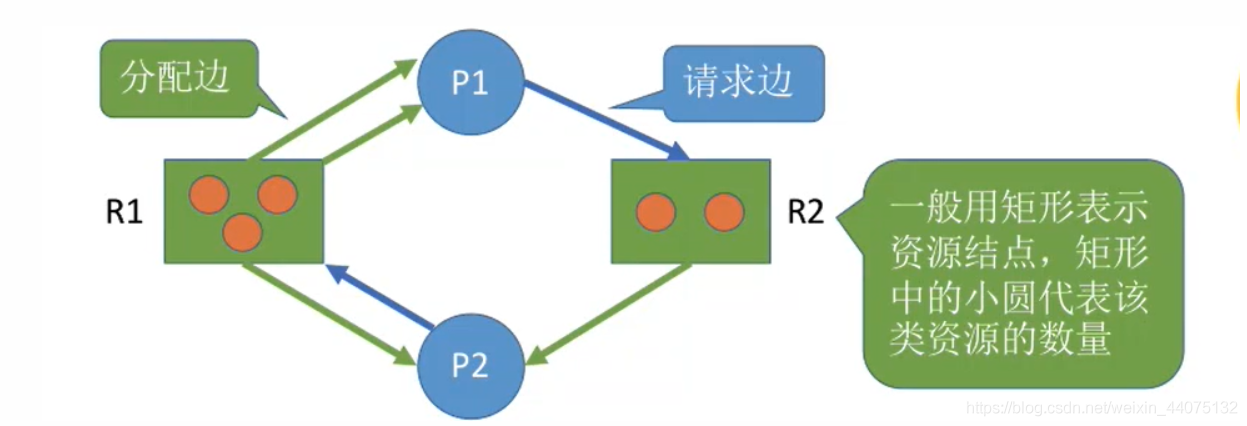 分配边
P1
请求边
R1
R2
一般用矩形表示
资源结点，矩形
中的小圆代表该
类资源的数量
P2
https://blog.csdn.net/weixin_44075132